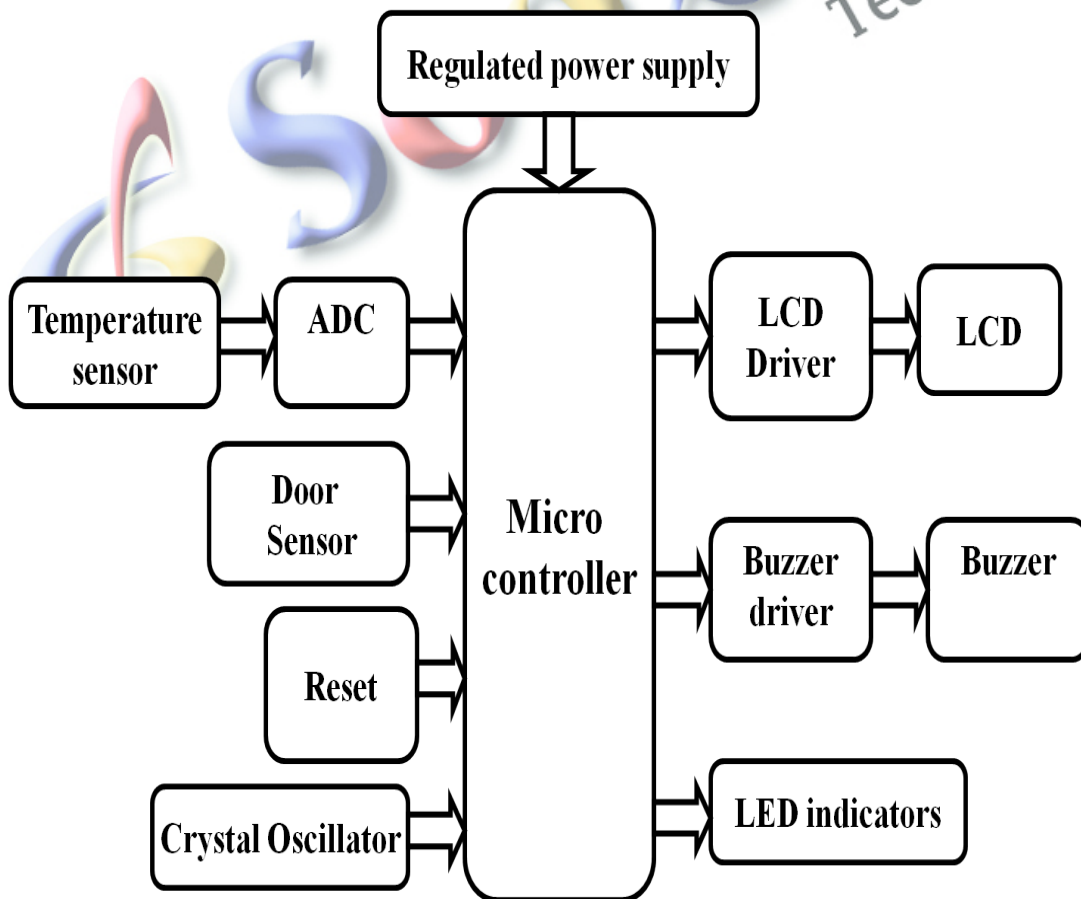 Regulated power supply
Temperature
sensor
ADC
LCD
Driver
LCD
Door
Sensor
Micro
controller
Buzzer
driver
Buzzer
Reset
Crystal Oscillator
LED indicators